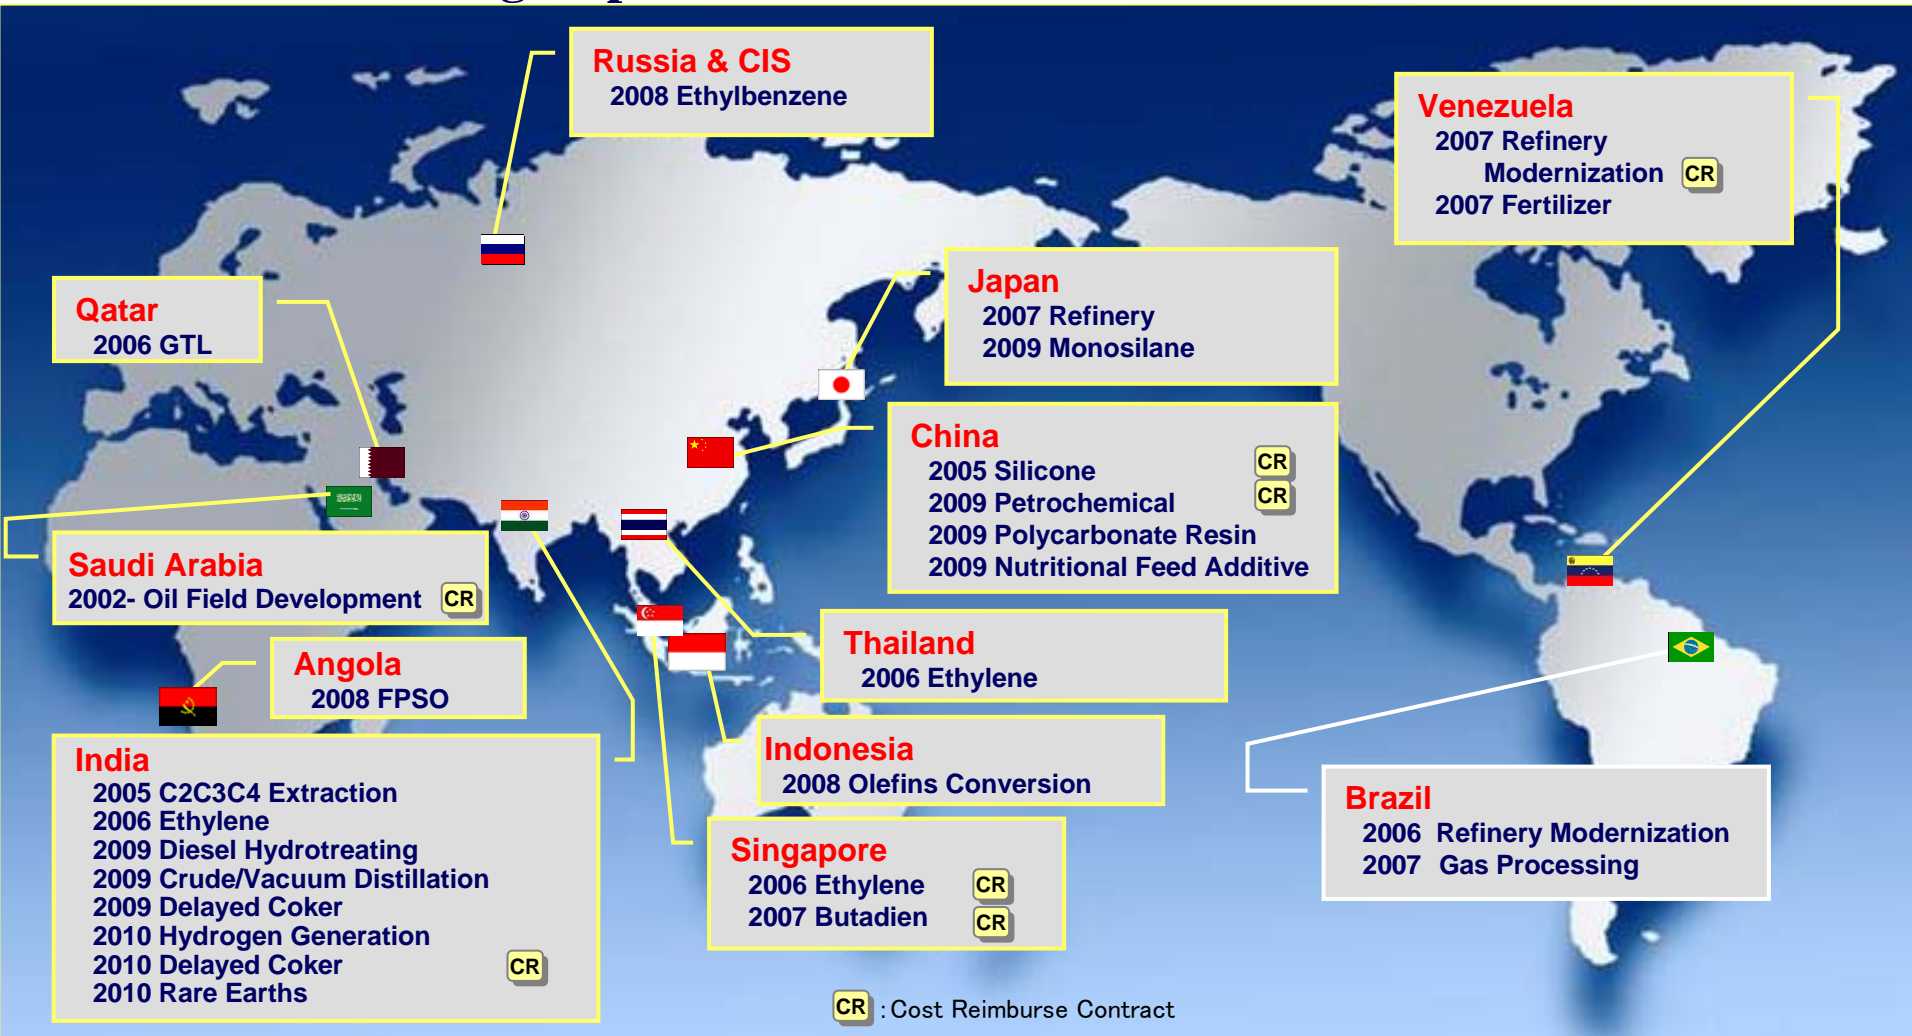 Russia & CIS
2008 Ethylbenzene
Venezuela
2007 Refinery
Modernization CR
2007 Fertilizer
Qatar
2006 GTL
Japan
2007 Refinery
2009 Monosilane
China
2005 Silicone CR
2009 Petrochemical CR
2009 Polycarbonate Resin
2009 Nutritional Feed Additive
Saudi Arabia
2002- Oil Field Development CR
Angola
2008 FPSO
Thailand
2006 Ethylene
India
2005 C2C3C4 Extraction
2006 Ethylene
2009 Diesel Hydrotreating
2009 Crude/Vacuum Distillation
2009 Delayed Coker
2010 Hydrogen Generation
2010 Delayed Coker CR
2010 Rare Earths
Indonesia
2008 Olefins Conversion
Singapore
2006 Ethylene CR
2007 Butadien CR
Brazil
2006 Refinery Modernization
2007 Gas Processing
CR : Cost Reimburse Contract